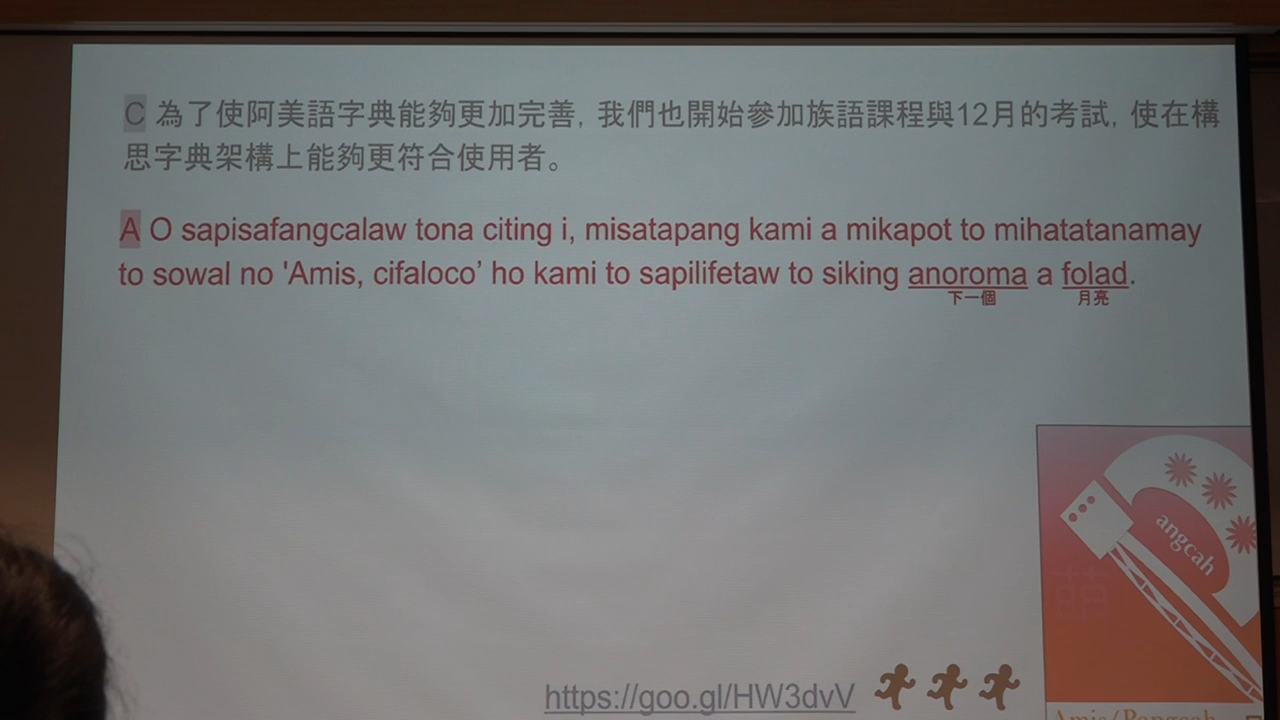 C 為了使阿美語字典能夠更加完善，我們也開始參加族語課程與12月的考試，使在構
思字典架構上能夠更符合使用者。
A O sapisafangcalaw tona citing i, misatapang kami a mikapot to mihatatanamay
to sowal no 'Amis, cifaloco’ ho kami to sapilifetaw to siking anoroma a folad.
下一個 月亮
angcah
萌
https://goo.gl/HW3dvV
Amis/Pangcah